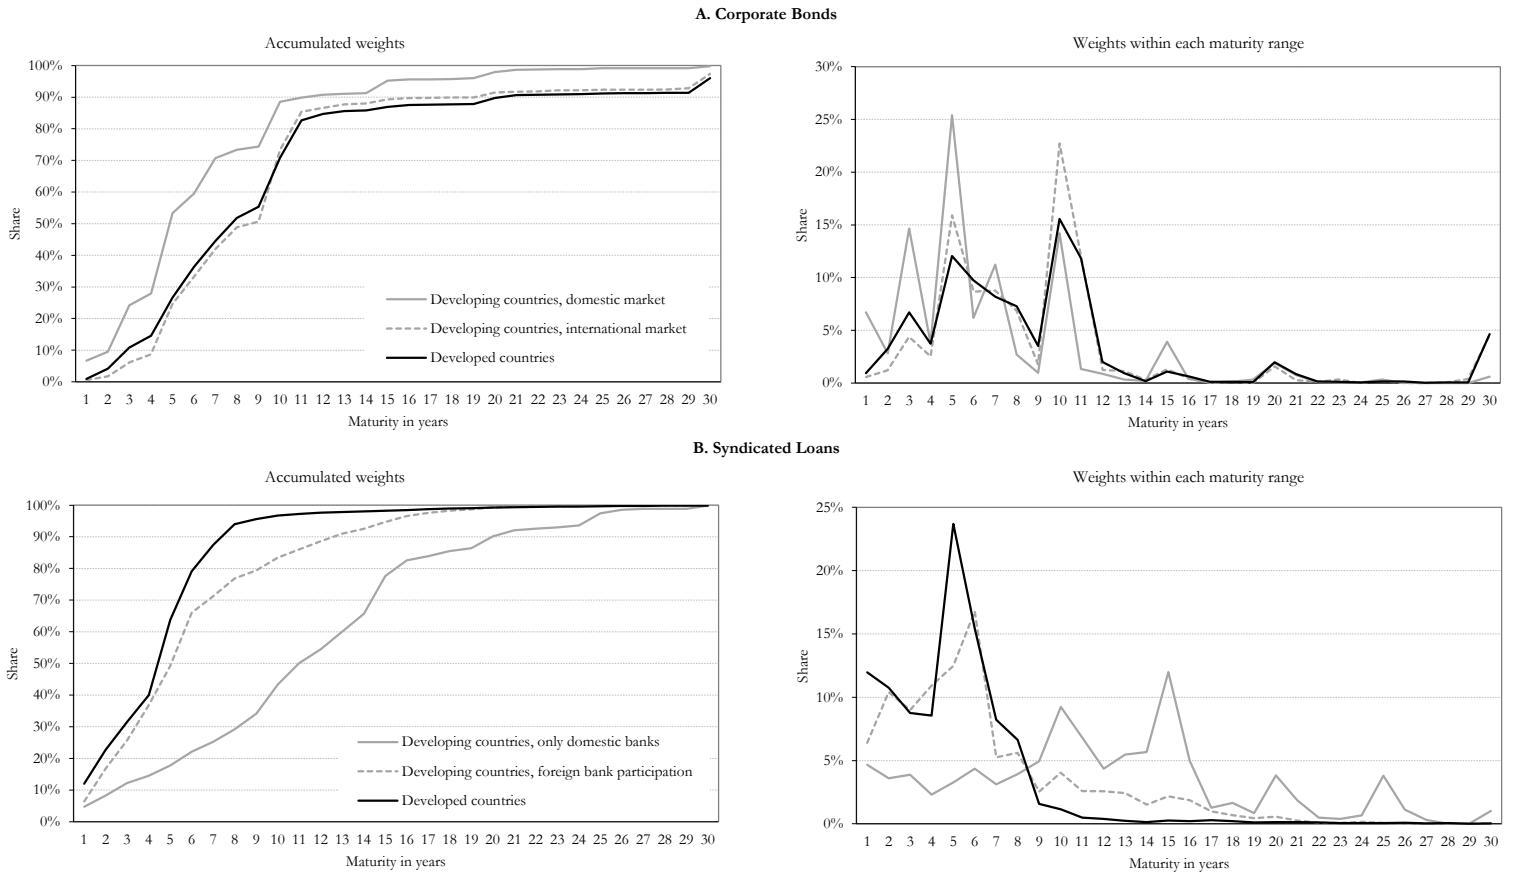 A. Corporate Bonds
Accumulated weights
100%
90%
80%
70%
60%
50%
40%
30%
20%
10%
0%
Share
Developing countries, domestic market
Developing countries, international market
Developed countries
1 2 3 4 5 6 7 8 9 10 11 12 13 14 15 16 17 18 19 20 21 22 23 24 25 26 27 28 29 30
Maturity in years
Weights within each maturity range
30%
25%
20%
15%
10%
5%
0%
Share
1 2 3 4 5 6 7 8 9 10 11 12 13 14 15 16 17 18 19 20 21 22 23 24 25 26 27 28 29 30
Maturity in years
B. Syndicated Loans
Accumulated weights
100%
90%
80%
70%
60%
50%
40%
30%
20%
10%
0%
Share
Developing countries, only domestic banks
Developing countries, foreign bank participation
Developed countries
1 2 3 4 5 6 7 8 9 10 11 12 13 14 15 16 17 18 19 20 21 22 23 24 25 26 27 28 29 30
Maturity in years
Weights within each maturity range
25%
20%
15%
10%
5%
0%
Share
1 2 3 4 5 6 7 8 9 10 11 12 13 14 15 16 17 18 19 20 21 22 23 24 25 26 27 28 29 30
Maturity in years